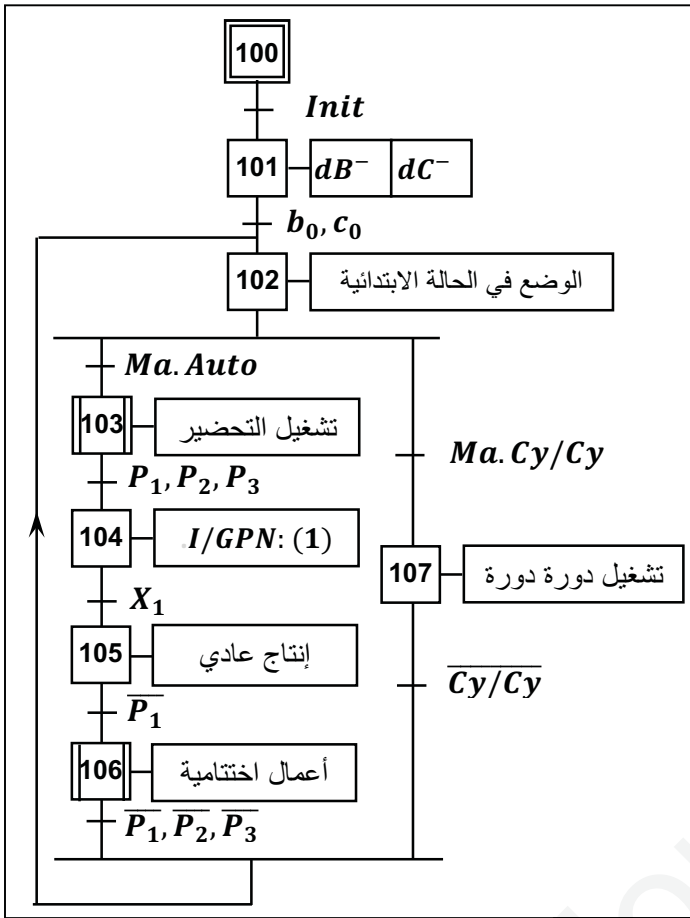 100
Init
101 dB⁻ dC⁻
b₀, c₀
102 الوضع في الحالة الابتدائية
Ma. Auto
103 تشغيل التحضير
Ma. Cy/Cy
P₁, P₂, P₃
104 .I/GPN: (1)
107 تشغيل دورة دورة
X₁
105 إنتاج عادي
C̅y̅/̅C̅y̅
P̅₁
106 أعمال اختتامية
P̅₁, P̅₂, P̅₃